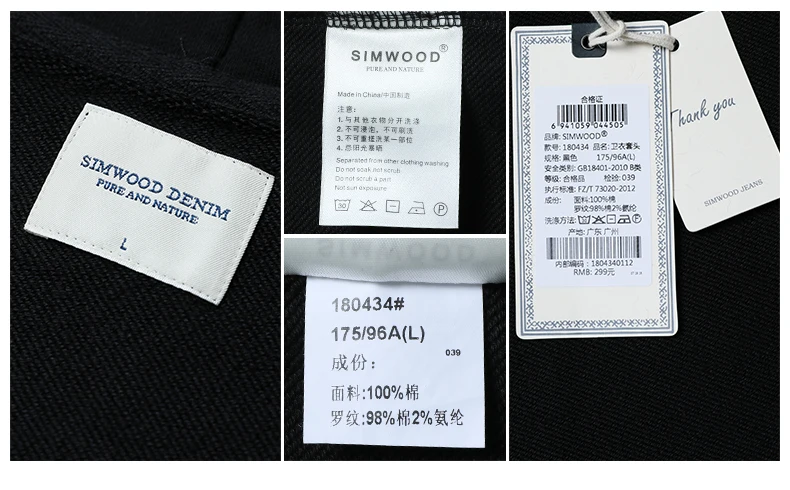 SIMWOOD DENIM
PURE AND NATURE
L
SIMWOOD®
PURE AND NATURE
Made in China/中国制造
注意:
1.与其他衣物分开洗涤
2.不可浸泡，不可刷洗
3.不可重搓洗某一部位
4.忌阳光暴晒
Separated from other clothing washing
Do not soak not scrub.
Do not scrub a part.
Not sun exposure.
30
P
SIMWOOD
180434#
175/96A(L)
039
成份：
面料:100%棉
罗纹:98%棉2%氨纶
合格证
6 941059 044505
品牌: SIMWOOD®
款号: 180434 品名: 卫衣套头
规格: 黑色 175/96A(L)
安全类别: GB18401-2010 B类
等级: 合格品 检验: 039
执行标准: FZ/T 73020-2012
成份: 面料:100%棉
罗纹:98%棉2%氨纶
洗涤方法:
产地: 广东 广州
内部编码: 1804340112
RMB: 299元
Thank you
SIMWOOD JEANS